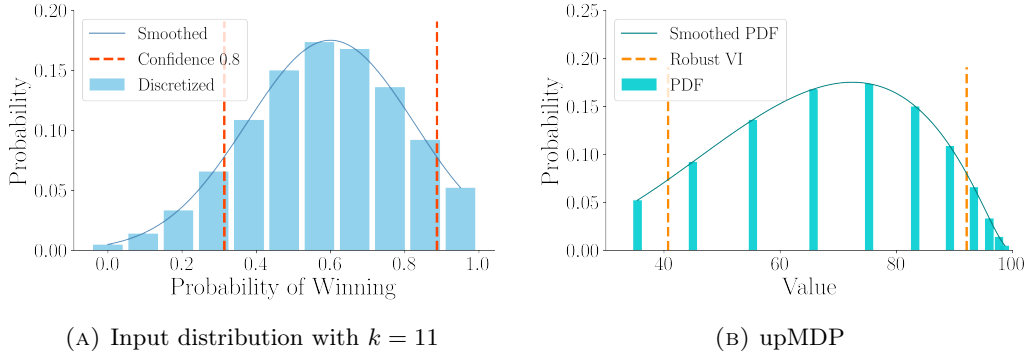 0.20
0.15
0.10
0.05
0.00
Probability
Smoothed
Confidence 0.8
Discretized
0.0 0.2 0.4 0.6 0.8 1.0
Probability of Winning
(A) Input distribution with k = 11
0.25
0.20
0.15
0.10
0.05
0.00
Probability
Smoothed PDF
Robust VI
PDF
40 60 80 100
Value
(B) upMDP